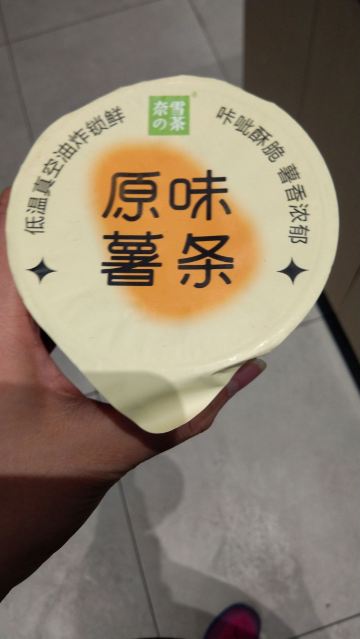 奈雪
の茶
低温真空油炸锁鲜
咔呲酥脆 薯香浓郁
原味
薯条